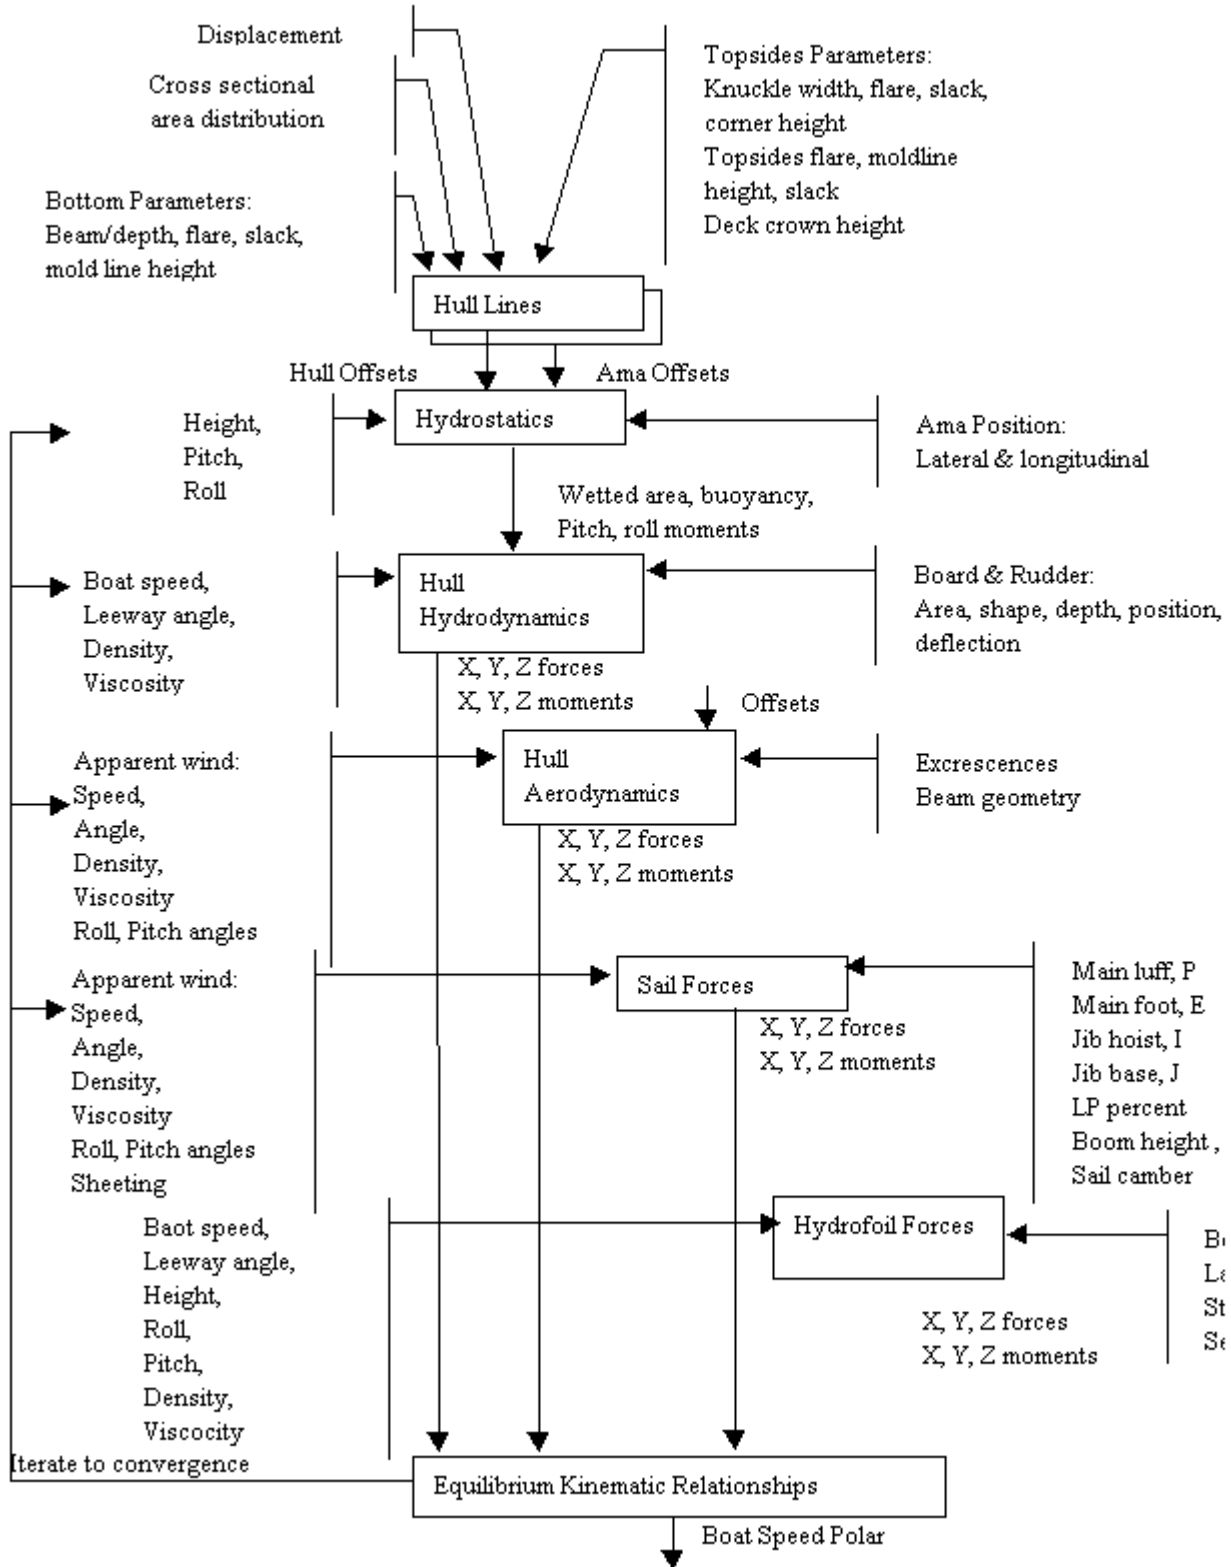 Displacement
Cross sectional
area distribution
Bottom Parameters:
Beam/depth, flare, slack,
mold line height
Topsides Parameters:
Knuckle width, flare, slack,
corner height
Topsides flare, moldline
height, slack
Deck crown height
Hull Lines
Hull Offsets
Ama Offsets
Height,
Pitch,
Roll
Hydrostatics
Ama Position:
Lateral & longitudinal
Wetted area, buoyancy,
Pitch, roll moments
Boat speed,
Leeway angle,
Density,
Viscosity
Hull
Hydrodynamics
Board & Rudder:
Area, shape, depth, position,
deflection
X, Y, Z forces
X, Y, Z moments
Offsets
Apparent wind:
Speed,
Angle,
Density,
Viscosity
Roll, Pitch angles
Hull
Aerodynamics
Excrescences
Beam geometry
X, Y, Z forces
X, Y, Z moments
Apparent wind:
Speed,
Angle,
Density,
Viscosity
Roll, Pitch angles
Sheeting
Sail Forces
Main luff, P
Main foot, E
Jib hoist, I
Jib base, J
LP percent
Boom height ,
Sail camber
X, Y, Z forces
X, Y, Z moments
Baot speed,
Leeway angle,
Height,
Roll,
Pitch,
Density,
Viscocity
Hydrofoil Forces
X, Y, Z forces
X, Y, Z moments
Iterate to convergence
Equilibrium Kinematic Relationships
Boat Speed Polar